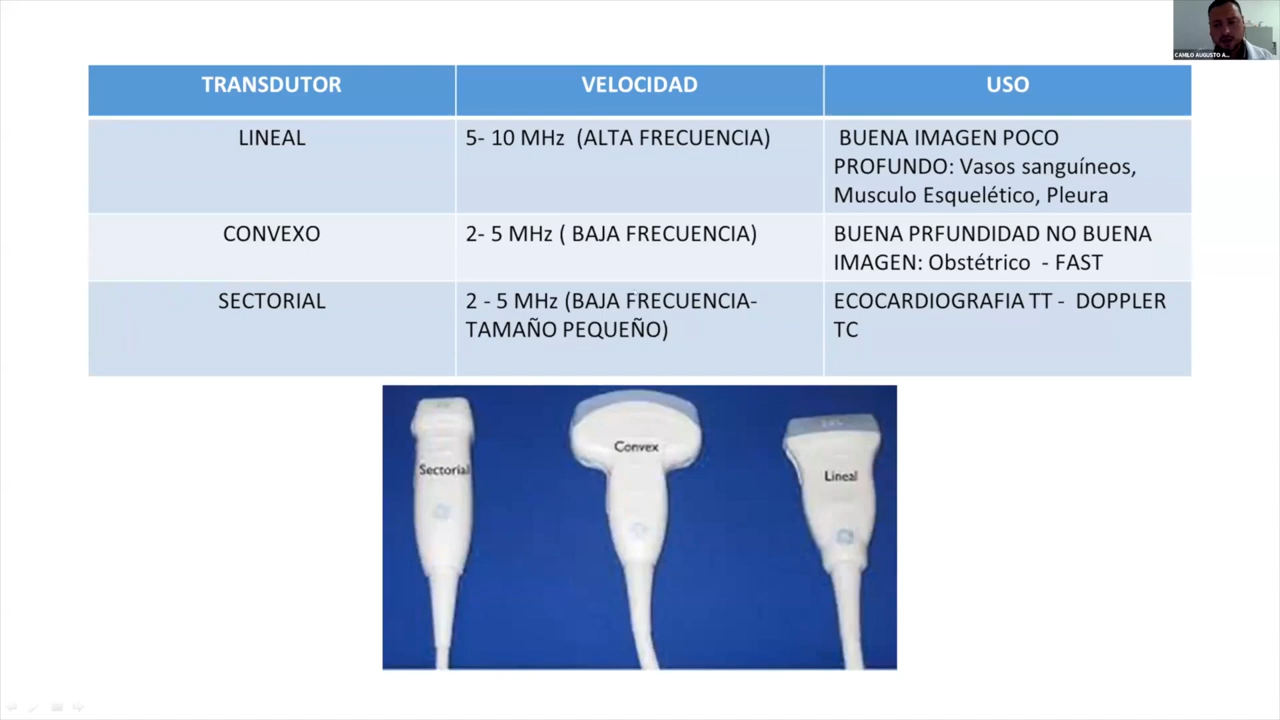 CAMILO AUGUSTO A...
TRANSDUTOR
VELOCIDAD
USO
LINEAL
5- 10 MHz (ALTA FRECUENCIA)
BUENA IMAGEN POCO
PROFUNDO: Vasos sanguíneos,
Musculo Esquelético, Pleura
CONVEXO
2- 5 MHz ( BAJA FRECUENCIA)
BUENA PRFUNDIDAD NO BUENA
IMAGEN: Obstétrico - FAST
SECTORIAL
2 - 5 MHz (BAJA FRECUENCIA-
TAMAÑO PEQUEÑO)
ECOCARDIOGRAFIA TT - DOPPLER
TC
Sectorial
Convex
Lineal